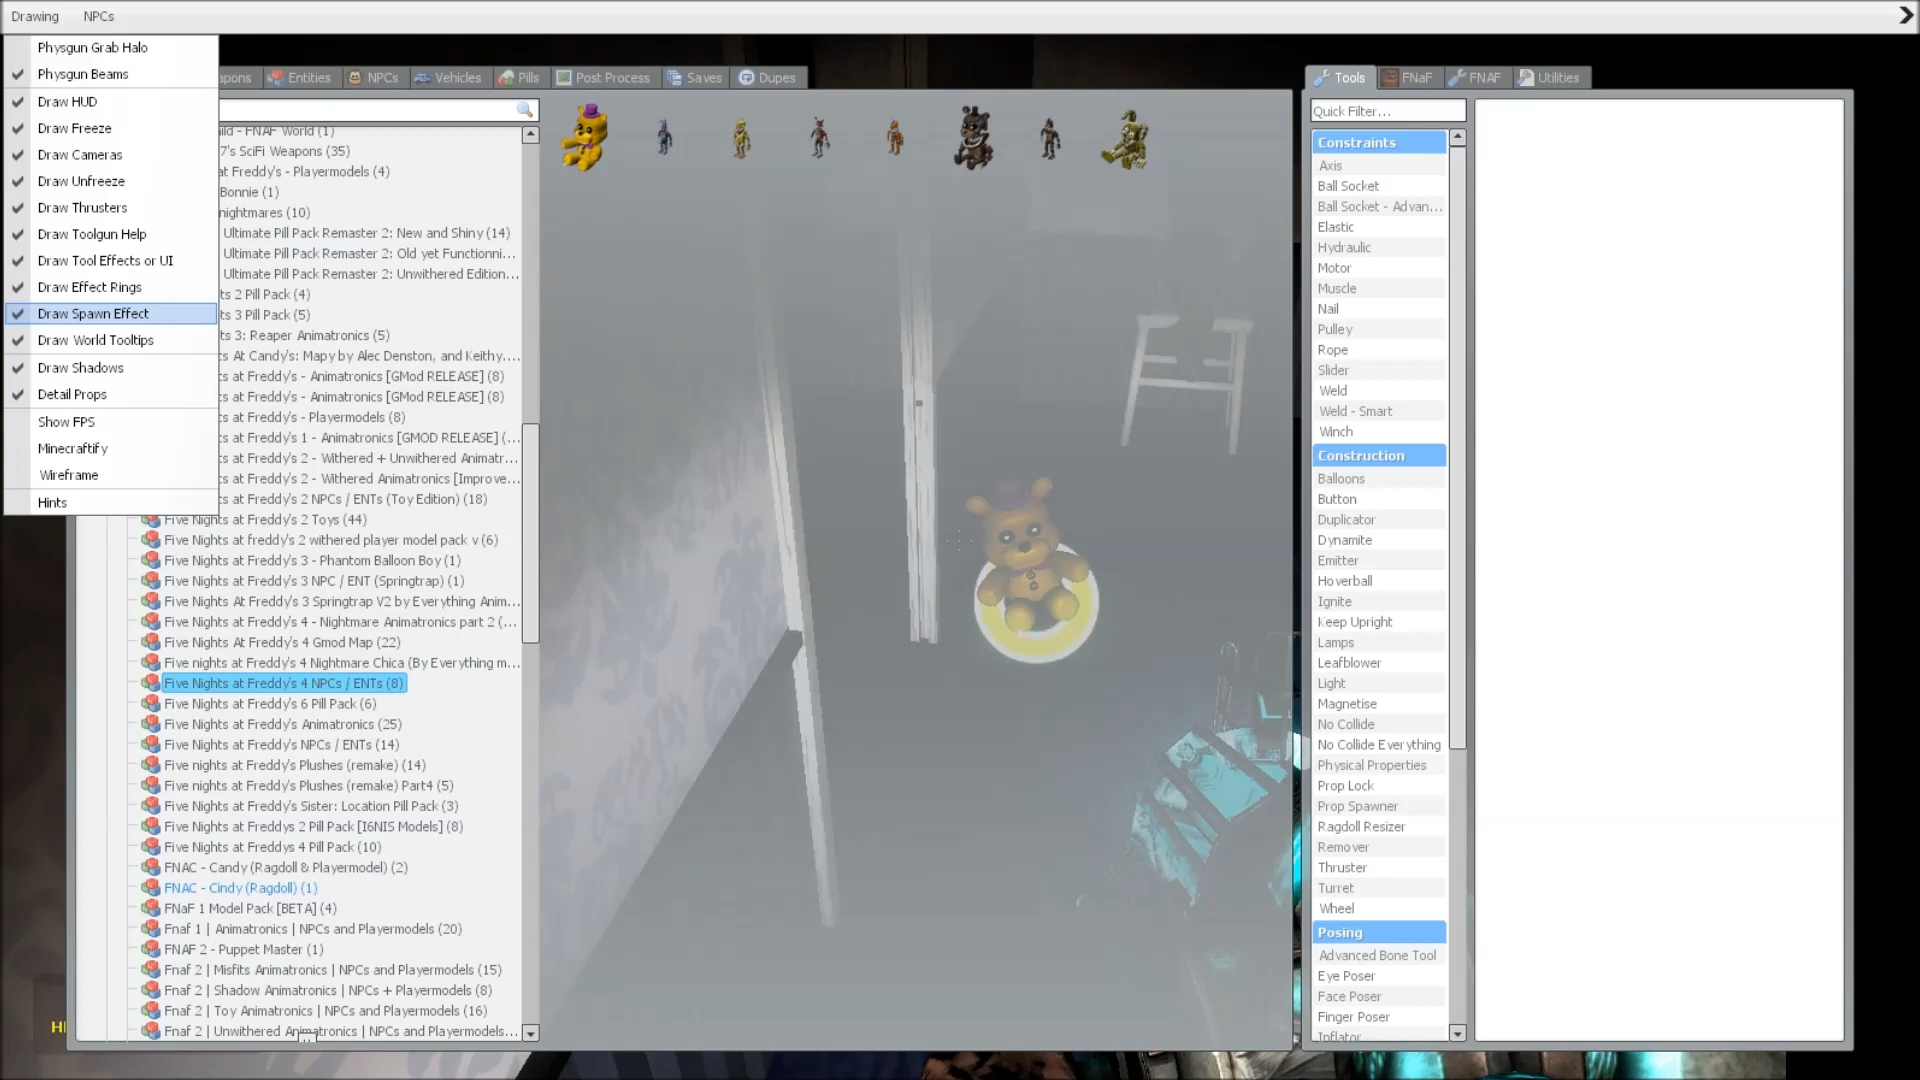 Drawing NPCs
Physgun Grab Halo
Physgun Beams
Draw HUD
Draw Freeze
Draw Cameras
Draw Unfreeze
Draw Thrusters
Draw Toolgun Help
Draw Tool Effects or UI
Draw Effect Rings
Draw Spawn Effect
Draw World Tooltips
Draw Shadows
Detail Props
Show FPS
Minecraftify
Wireframe
Hints
Entities NPCs Vehicles Pills Post Process Saves Dupes
- FNAF World (1)
7's SciFi Weapons (35)
at Freddy's - Playermodels (4)
Bonnie (1)
nightmares (10)
Ultimate Pill Pack Remaster 2: New and Shiny (14)
Ultimate Pill Pack Remaster 2: Old yet Functionni...
Ultimate Pill Pack Remaster 2: Unwithered Edition...
ts 2 Pill Pack (4)
ts 3 Pill Pack (5)
ts 3: Reaper Animatronics (5)
s At Candy's: Mapy by Alec Denston, and Keithy....
s at Freddy's - Animatronics [GMod RELEASE] (8)
s at Freddy's - Animatronics [GMod RELEASE] (8)
s at Freddy's - Playermodels (8)
s at Freddy's 1 - Animatronics [GMOD RELEASE] (...
s at Freddy's 2 - Withered + Unwithered Animatr...
s at Freddy's 2 - Withered Animatronics [Improve...
s at Freddy's 2 NPCs / ENTs (Toy Edition) (18)
Five Nights at Freddy's 2 Toys (44)
Five Nights at freddy's 2 withered player model pack v (6)
Five Nights at Freddy's 3 - Phantom Balloon Boy (1)
Five Nights at Freddy's 3 NPC / ENT (Springtrap) (1)
Five Nights At Freddy's 3 Springtrap V2 by Everything Anim...
Five Nights at Freddy's 4 - Nightmare Animatronics part 2 (...
Five Nights At Freddy's 4 Gmod Map (22)
Five nights at Freddy's 4 Nightmare Chica (By Everything m...
Five Nights at Freddy's 4 NPCs / ENTs (8)
Five Nights at Freddy's 6 Pill Pack (6)
Five Nights at Freddy's Animatronics (25)
Five Nights at Freddy's NPCs / ENTs (14)
Five nights at Freddy's Plushes (remake) (14)
Five nights at Freddy's Plushes (remake) Part4 (5)
Five Nights at Freddy's Sister: Location Pill Pack (3)
Five Nights at Freddys 2 Pill Pack [I6NIS Models] (8)
Five Nights at Freddys 4 Pill Pack (10)
FNAC - Candy (Ragdoll & Playermodel) (2)
FNAC - Cindy (Ragdoll) (1)
FNaF 1 Model Pack [BETA] (4)
Fnaf 1 | Animatronics | NPCs and Playermodels (20)
FNAF 2 - Puppet Master (1)
Fnaf 2 | Misfits Animatronics | NPCs and Playermodels (15)
Fnaf 2 | Shadow Animatronics | NPCs + Playermodels (8)
Fnaf 2 | Toy Animatronics | NPCs and Playermodels (16)
Fnaf 2 | Unwithered Animatronics | NPCs and Playermodels...
Tools FNaF FNAF Utilities
Quick Filter...
Constraints
Axis
Ball Socket
Ball Socket - Advan...
Elastic
Hydraulic
Motor
Muscle
Nail
Pulley
Rope
Slider
Weld
Weld - Smart
Winch
Construction
Balloons
Button
Duplicator
Dynamite
Emitter
Hoverball
Ignite
Keep Upright
Lamps
Leafblower
Light
Magnetise
No Collide
No Collide Everything
Physical Properties
Prop Lock
Prop Spawner
Ragdoll Resizer
Remover
Thruster
Turret
Wheel
Posing
Advanced Bone Tool
Eye Poser
Face Poser
Finger Poser
Inflator